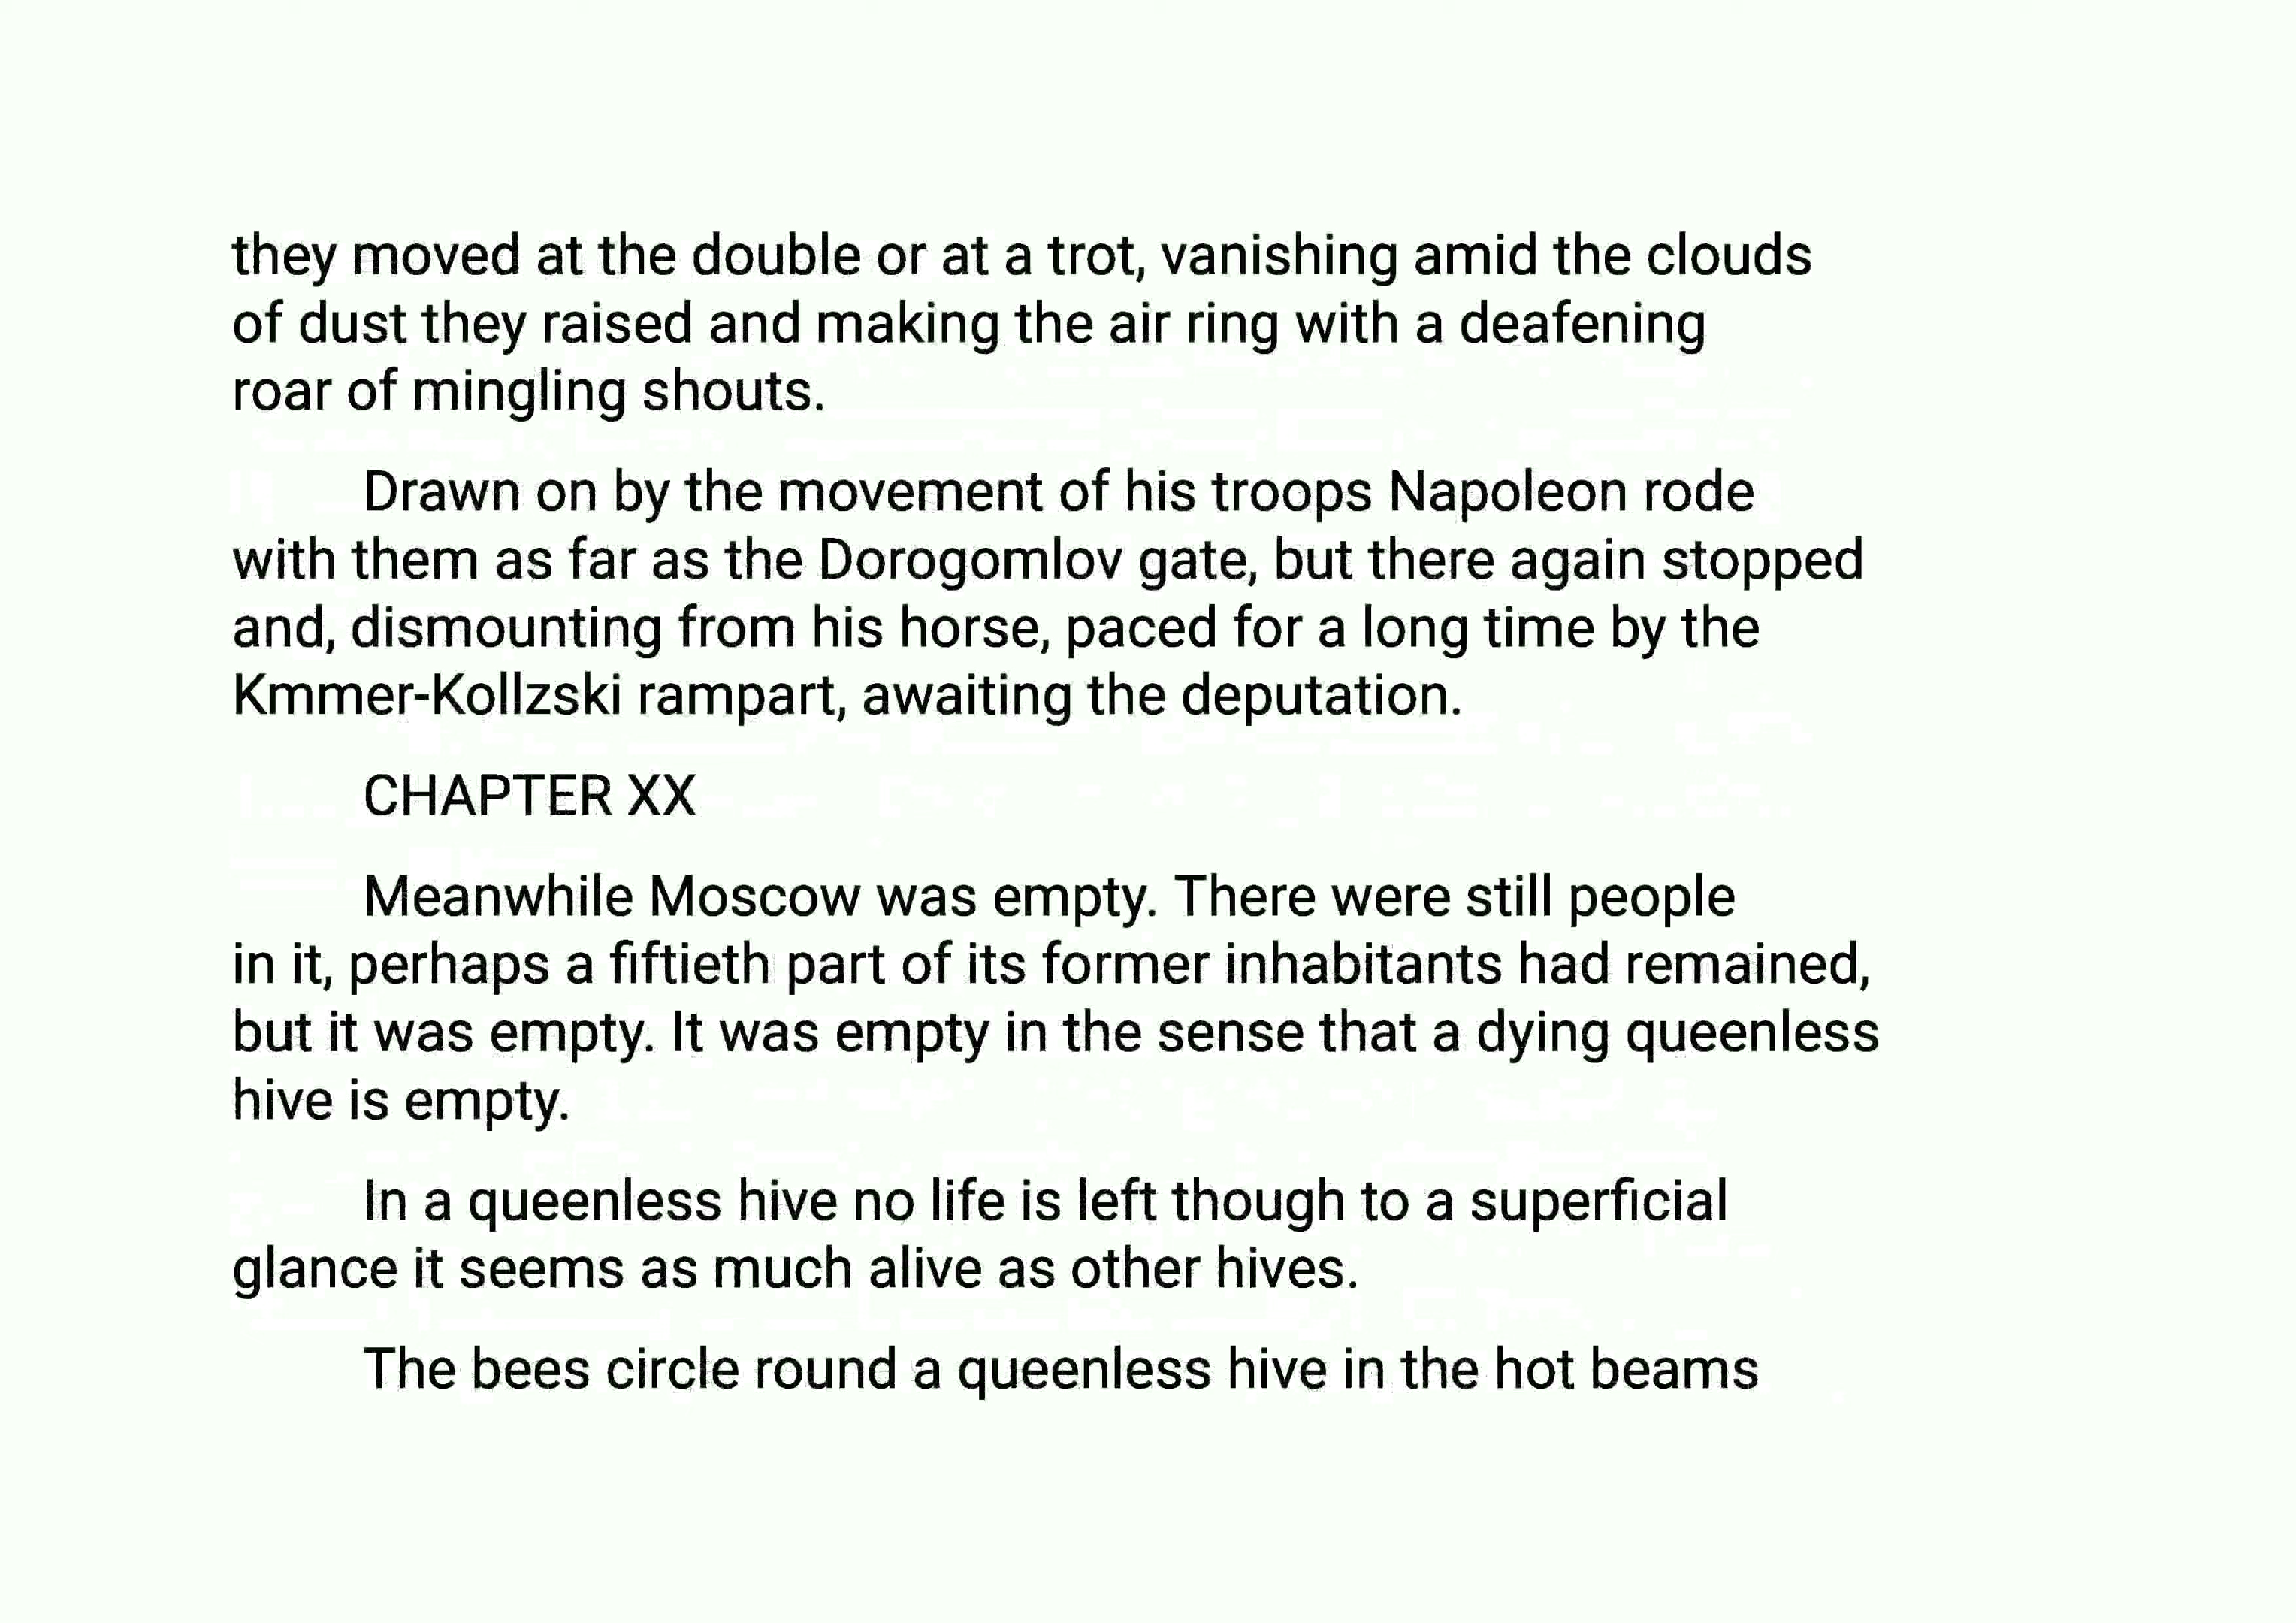 they moved at the double or at a trot, vanishing amid the clouds
of dust they raised and making the air ring with a deafening
roar of mingling shouts.
Drawn on by the movement of his troops Napoleon rode
with them as far as the Dorogomlov gate, but there again stopped
and, dismounting from his horse, paced for a long time by the
Kmmer-Kollzski rampart, awaiting the deputation.
CHAPTER XX
Meanwhile Moscow was empty. There were still people
in it, perhaps a fiftieth part of its former inhabitants had remained,
but it was empty. It was empty in the sense that a dying queenless
hive is empty.
In a queenless hive no life is left though to a superficial
glance it seems as much alive as other hives.
The bees circle round a queenless hive in the hot beams